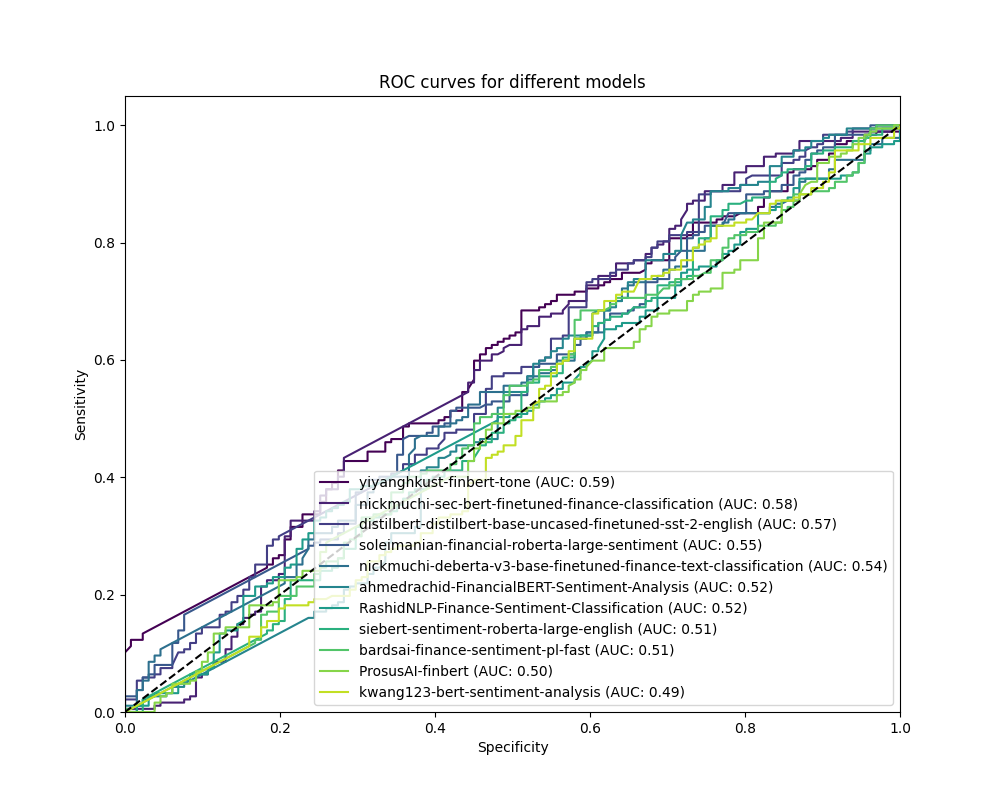 ROC curves for different models
1.0
0.8
0.6
0.4
0.2
0.0
Sensitivity
yiyanghkust-finbert-tone (AUC: 0.59)
nickmuchi-sec-bert-finetuned-finance-classification (AUC: 0.58)
distilbert-distilbert-base-uncased-finetuned-sst-2-english (AUC: 0.57)
soleimanian-financial-roberta-large-sentiment (AUC: 0.55)
nickmuchi-deberta-v3-base-finetuned-finance-text-classification (AUC: 0.54)
ahmedrachid-FinancialBERT-Sentiment-Analysis (AUC: 0.52)
RashidNLP-Finance-Sentiment-Classification (AUC: 0.52)
siebert-sentiment-roberta-large-english (AUC: 0.51)
bardsai-finance-sentiment-pl-fast (AUC: 0.51)
ProsusAI-finbert (AUC: 0.50)
kwang123-bert-sentiment-analysis (AUC: 0.49)
0.0 0.2 0.4 0.6 0.8 1.0
Specificity